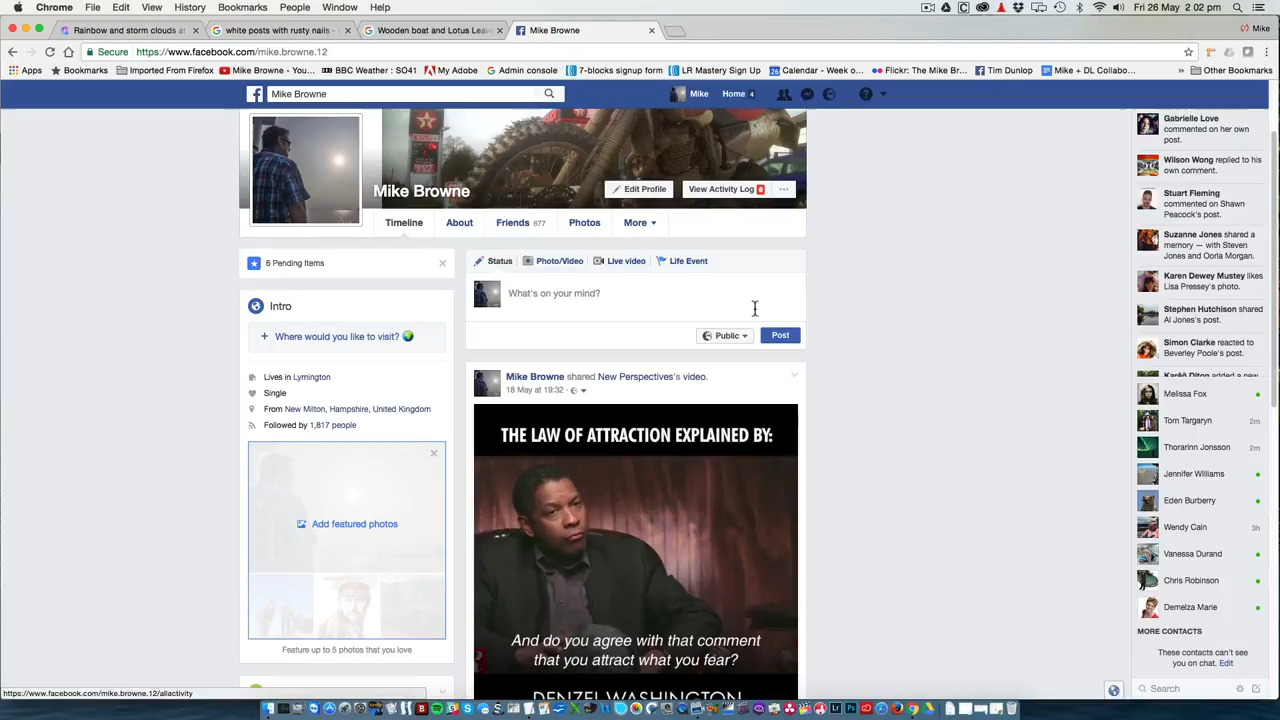 Chrome File Edit View History Bookmarks People Window Help Fri 26 May 2:02 pm
Rainbow and storm clouds at white posts with rusty nails - Wooden boat and Lotus Leav Mike Browne Mike
Secure https://www.facebook.com/mike.browne.12
Apps Bookmarks Imported From Firefox Mike Browne - You... BBC Weather : SO41 My Adobe Admin console 7-blocks signup form LR Mastery Sign Up Calendar - Week o... Flickr: The Mike Br... Tim Dunlop Mike + DL Collabo... » Other Bookmarks
Mike Browne Mike Home 4
Mike Browne Edit Profile View Activity Log 6
Timeline About Friends 677 Photos More
6 Pending Items
Status Photo/Video Live video Life Event
What's on your mind?
Public Post
Intro
+ Where would you like to visit?
Lives in Lymington
Single
From New Milton, Hampshire, United Kingdom
Followed by 1,817 people
Add featured photos
Feature up to 5 photos that you love
Mike Browne shared New Perspectives's video.
18 May at 19:32
THE LAW OF ATTRACTION EXPLAINED BY:
And do you agree with that comment
that you attract what you fear?
DENZEL WASHINGTON
Gabrielle Love
commented on her own
post.
Wilson Wong replied to his
own comment.
Stuart Fleming
commented on Shawn
Peacock's post.
Suzanne Jones shared a
memory — with Steven
Jones and Oorla Morgan.
Karen Dewey Mustey likes
Lisa Pressey's photo.
Stephen Hutchison shared
Al Jones's post.
Simon Clarke reacted to
Beverley Poole's post.
Melissa Fox
Tom Targaryn 2m
Thorarinn Jonsson 2m
Jennifer Williams
Eden Burberry
Wendy Cain 3h
Vanessa Durand
Chris Robinson
Demelza Marie
MORE CONTACTS
These contacts can't see
you on chat. Edit
Search
https://www.facebook.com/mike.browne.12/allactivity